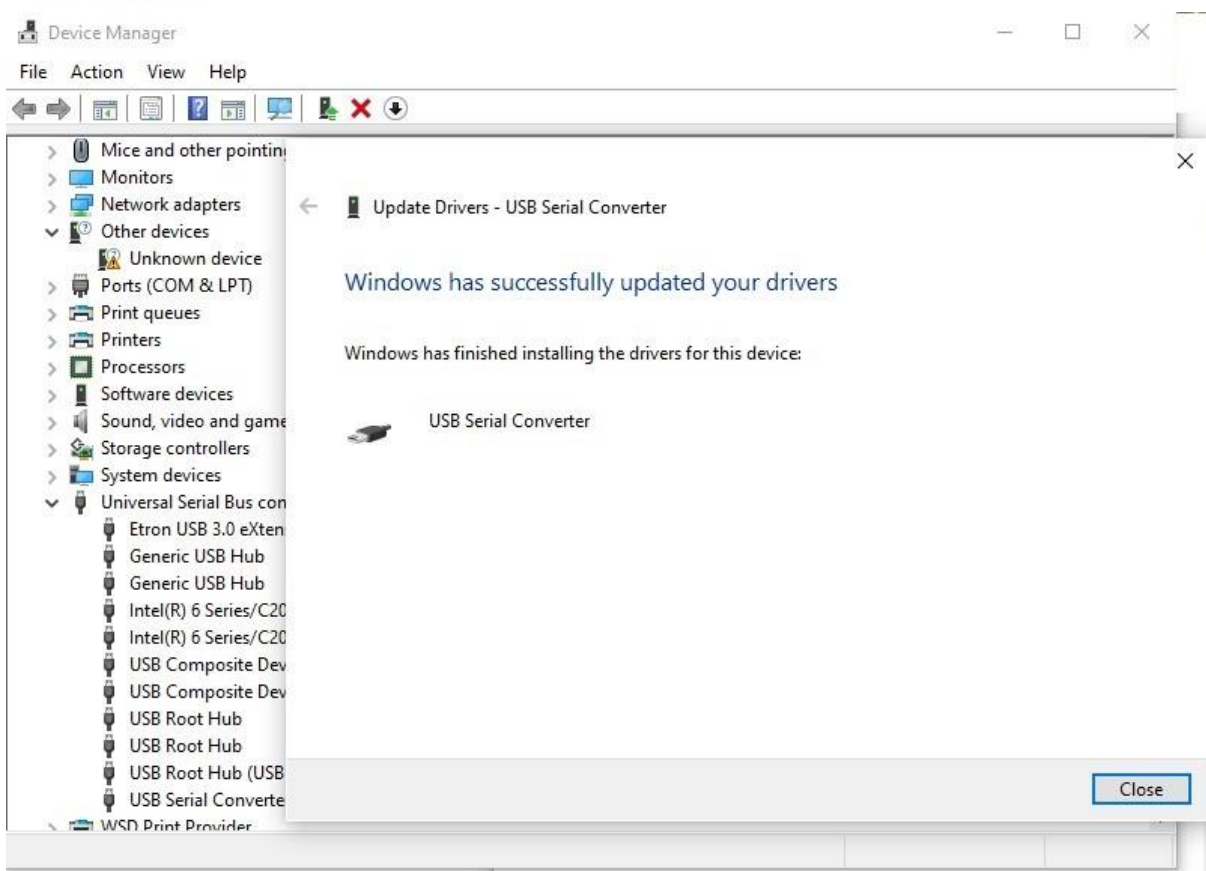 Device Manager
File Action View Help
Mice and other pointing
Monitors
Network adapters
Other devices
Unknown device
Ports (COM & LPT)
Print queues
Printers
Processors
Software devices
Sound, video and game
Storage controllers
System devices
Universal Serial Bus con
Etron USB 3.0 eXten
Generic USB Hub
Generic USB Hub
Intel(R) 6 Series/C20
Intel(R) 6 Series/C20
USB Composite Dev
USB Composite Dev
USB Root Hub
USB Root Hub
USB Root Hub (USB
USB Serial Converte
WSD Print Provider
Update Drivers - USB Serial Converter
Windows has successfully updated your drivers
Windows has finished installing the drivers for this device:
USB Serial Converter
Close